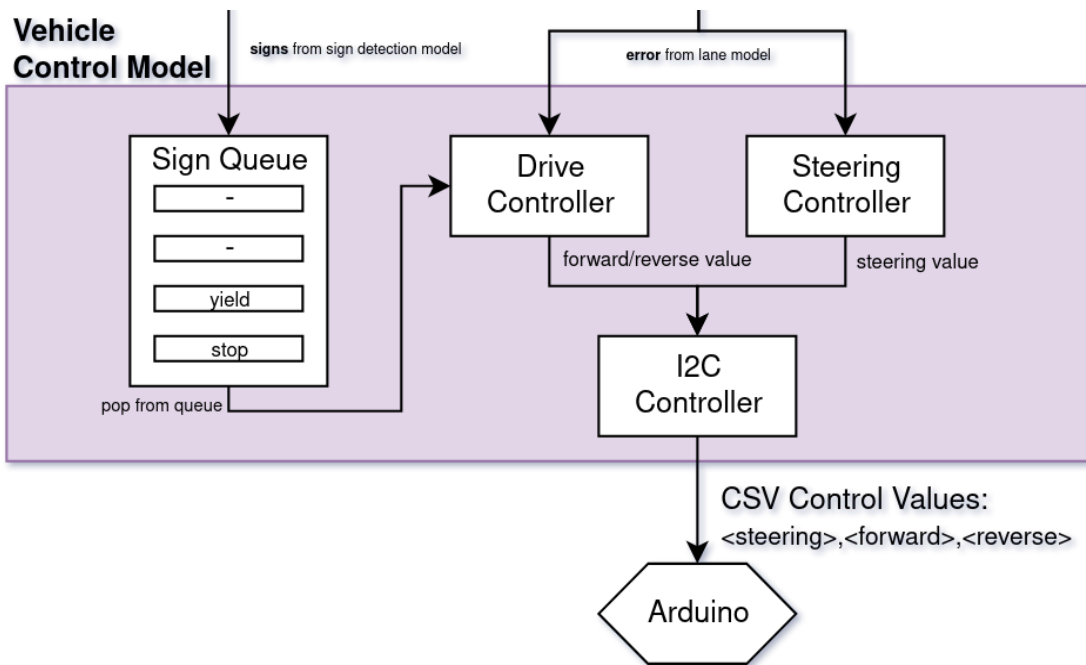 Vehicle
Control Model
signs from sign detection model
error from lane model
Sign Queue
-
-
yield
stop
pop from queue
Drive
Controller
Steering
Controller
forward/reverse value
steering value
I2C
Controller
CSV Control Values:
<steering>,<forward>,<reverse>
Arduino